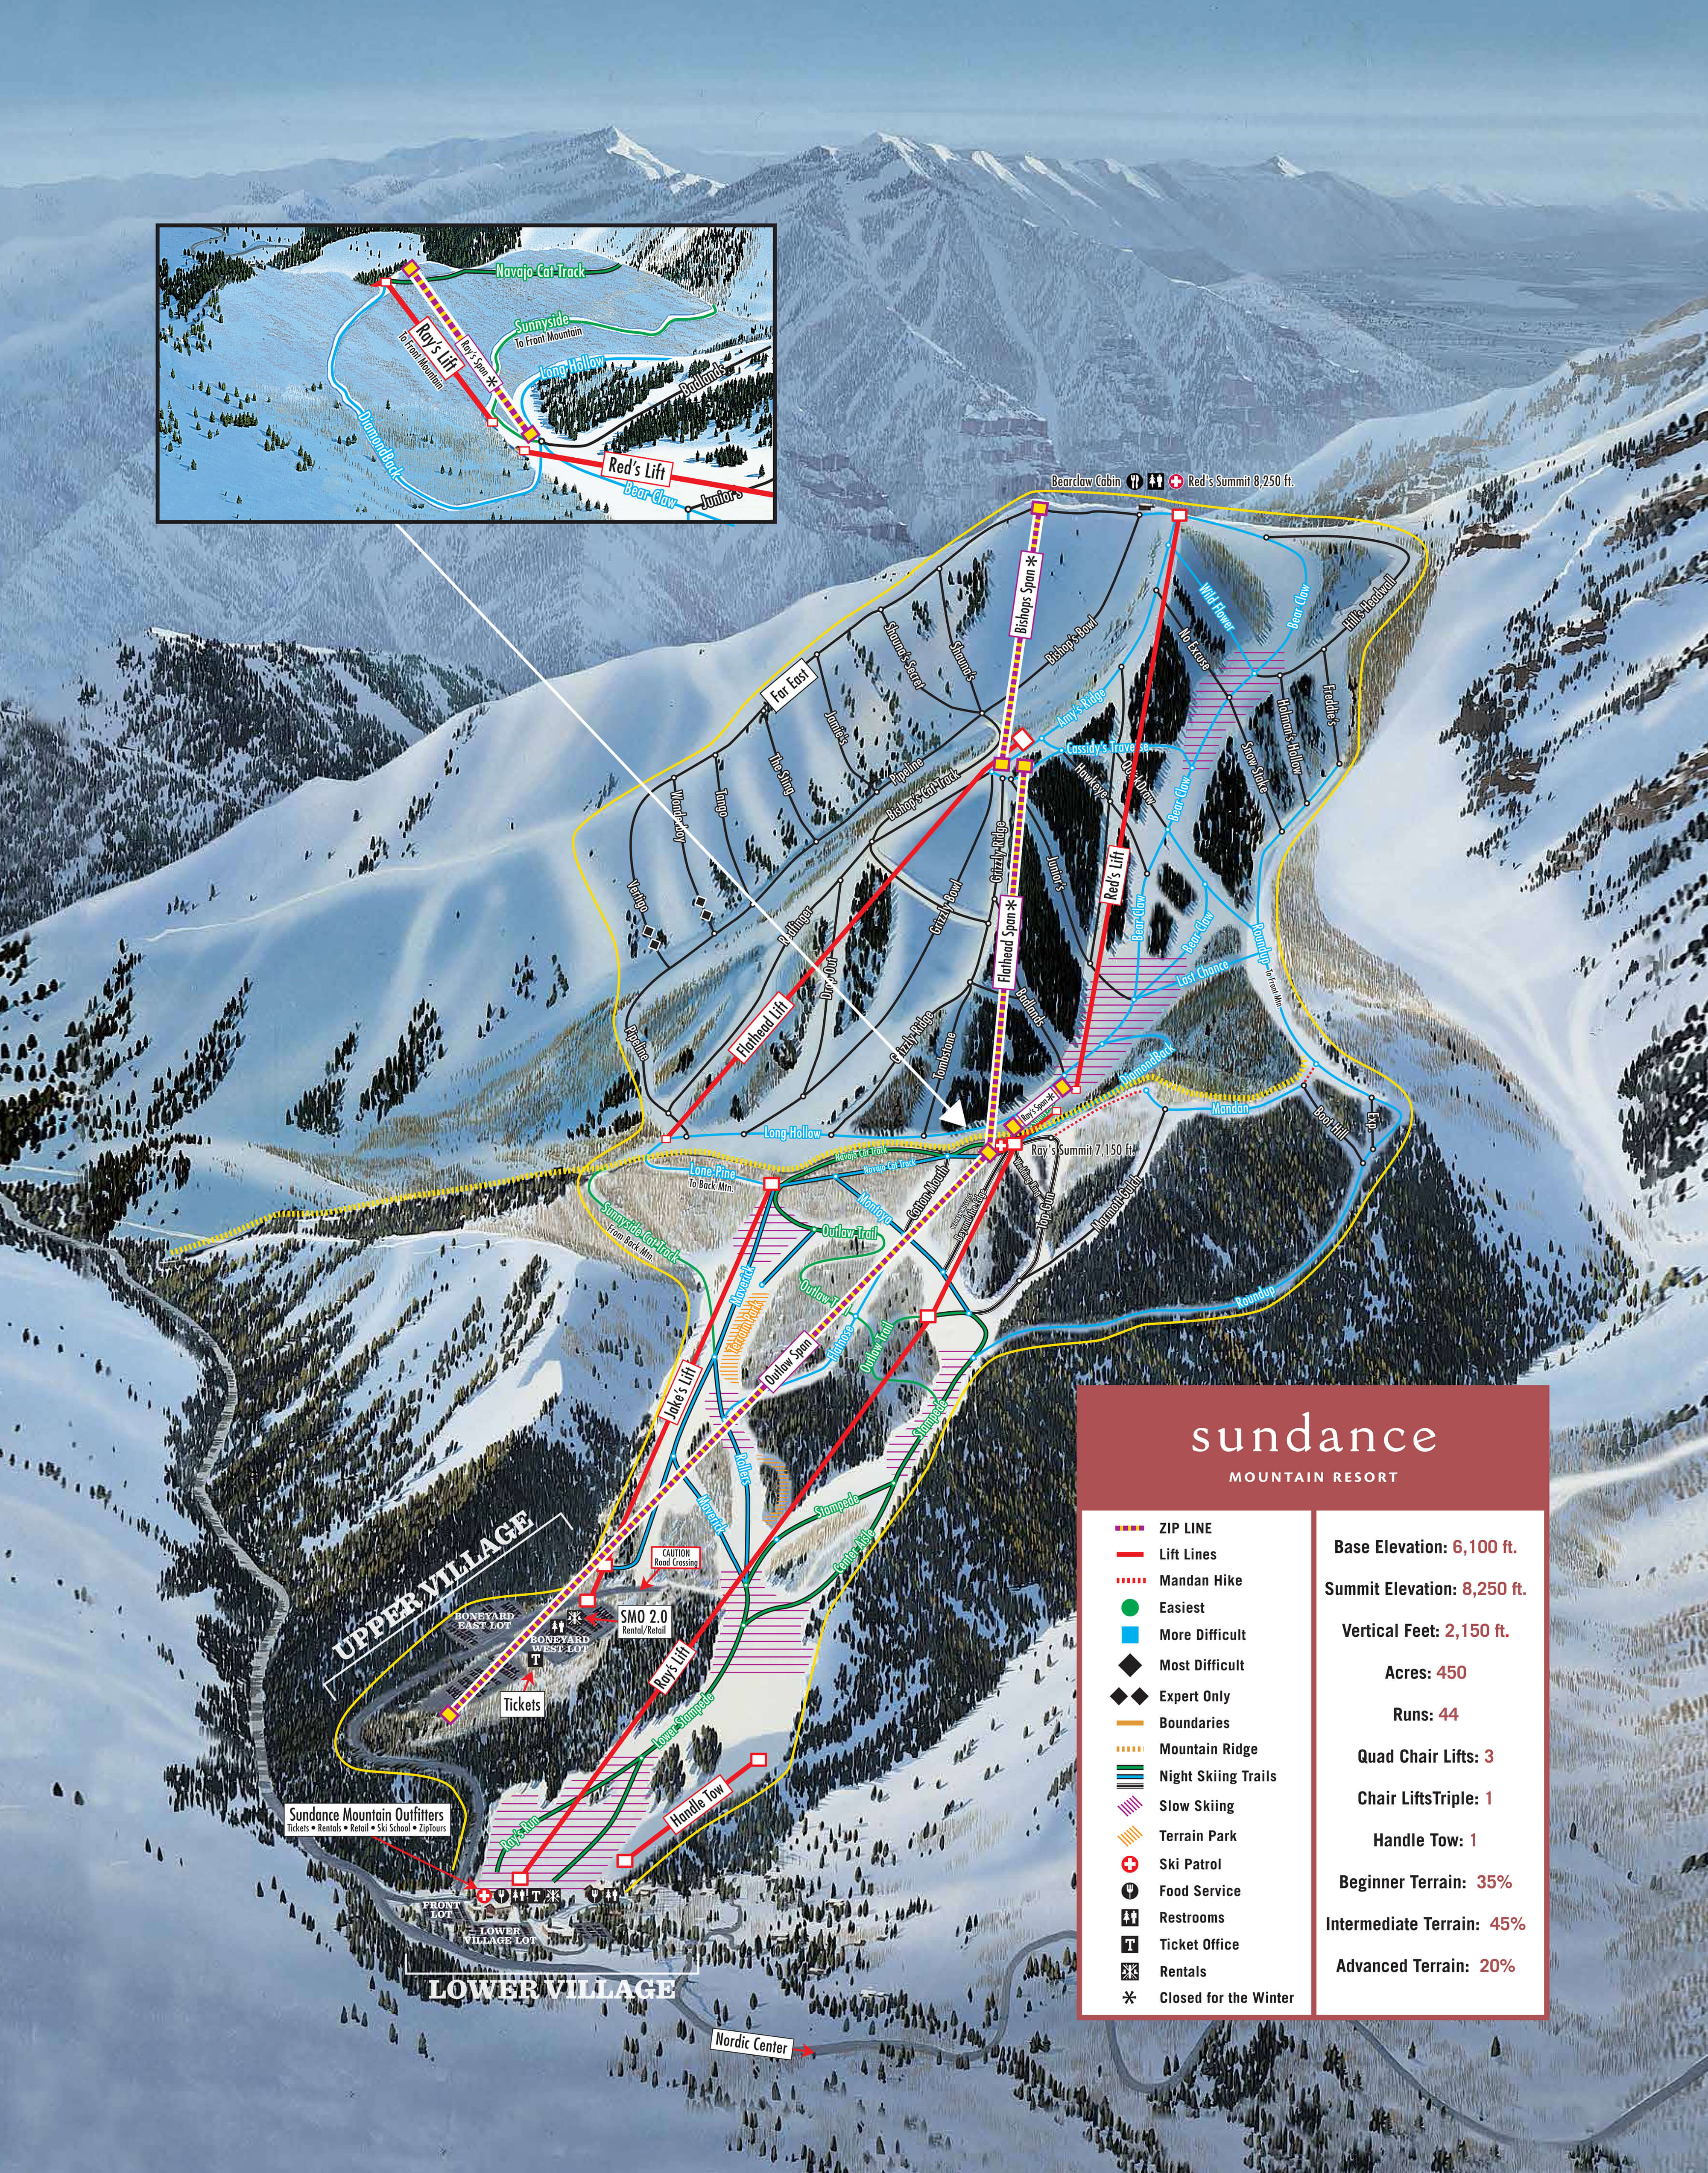 Navajo Cat Track
Sunnyside
To Front Mountain
Ray's Lift
To Front Mountain
Ray's Span *
Long Hollow
Badlands
DiamondBack
Red's Lift
Bear Claw
Junior's
Bearclaw Cabin
Red's Summit 8,250 ft.
Bishops Span *
Wild Flower
Bear Claw
Hill's Headwall
Shauna's Secret
Shauna's
Bishop's Bowl
No Excuse
Far East
Amy's Ridge
Freddie's
Hellman's Hollow
Jamie's
Cassidy's Traverse
The Sting
Pipeline
Bishop's Cat Track
Hawkeye
QuickDraw
Snow Stake
Bear Claw
Wonderboy
Tango
Grizzly Ridge
Junior's
Red's Lift
Vertigo
Redfinger
Grizzly Bowl
Flathead Span *
Bear Claw
Bear Claw
Roundup
To Front Mtn.
Drop Out
Last Chance
Flathead Lift
Badlands
Pipeline
Grizzly Ridge
Tombstone
DiamondBack
Ray's Span *
Mandan
Boot Hill
Exp
Long Hollow
Ray's Summit 7,150 ft.
Navajo Cat Track
Navajo Cat Track
Lone Pine
To Back Mtn.
Cotton Mouth
Top Gun
Marmot Gulch
Montoya
Sunnyside Cat Track
From Back Mtn.
Outlaw Trail
Maverick
Outlaw
Roundup
Terrain Park
Flatnose
Outlaw Trail
Outlaw Span
Jake's Lift
Stampede
Rollers
Maverick
Stampede
Center Aisle
UPPER VILLAGE
CAUTION
Road Crossing
BONEYARD
EAST LOT
SMO 2.0
Rental/Retail
BONEYARD
WEST LOT
T
Tickets
Ray's Lift
Lower Stampede
Handle Tow
Sundance Mountain Outfitters
Tickets • Rentals • Retail • Ski School • ZipTours
Ray's Run
T
FRONT
LOT
LOWER
VILLAGE LOT
LOWER VILLAGE
Nordic Center
sundance
MOUNTAIN RESORT
ZIP LINE
Lift Lines
Mandan Hike
Easiest
More Difficult
Most Difficult
Expert Only
Boundaries
Mountain Ridge
Night Skiing Trails
Slow Skiing
Terrain Park
Ski Patrol
Food Service
Restrooms
T Ticket Office
Rentals
* Closed for the Winter
Base Elevation: 6,100 ft.
Summit Elevation: 8,250 ft.
Vertical Feet: 2,150 ft.
Acres: 450
Runs: 44
Quad Chair Lifts: 3
Chair LiftsTriple: 1
Handle Tow: 1
Beginner Terrain: 35%
Intermediate Terrain: 45%
Advanced Terrain: 20%